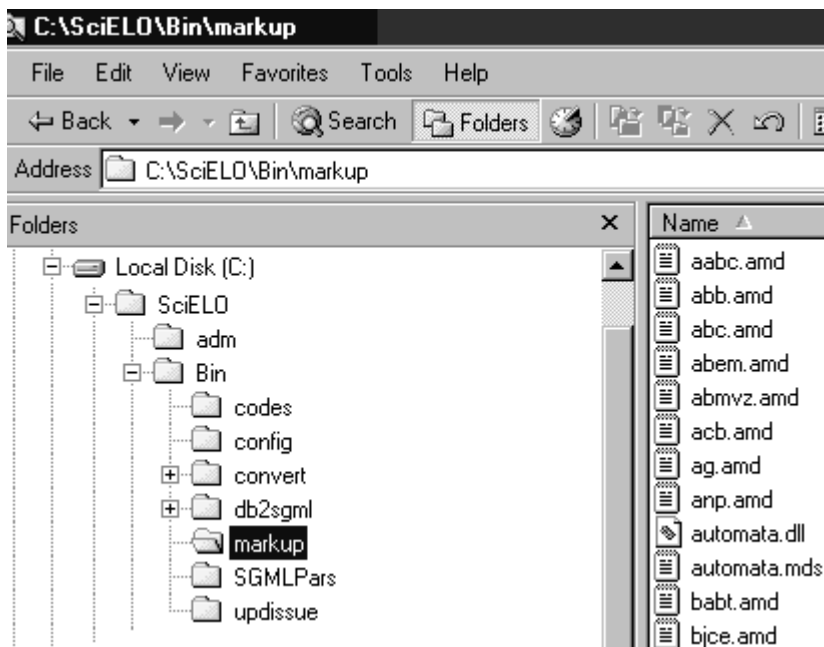 C:\SciELO\Bin\markup
File Edit View Favorites Tools Help
Back Search Folders
Address C:\SciELO\Bin\markup
Folders x Name
Local Disk (C:)
SciELO
adm
Bin
codes
config
convert
db2sgml
markup
SGMLPars
updissue
aabc.amd
abb.amd
abc.amd
abem.amd
abmvz.amd
acb.amd
ag.amd
anp.amd
automata.dll
automata.mds
babt.amd
bjce.amd